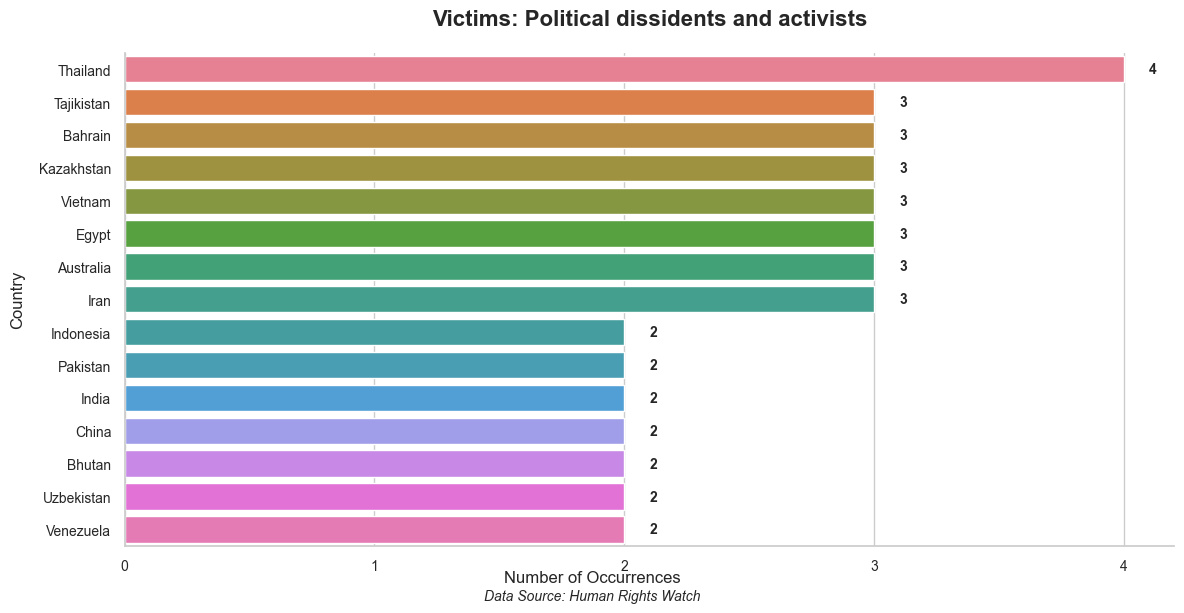 Victims: Political dissidents and activists
Country
Thailand 4
Tajikistan 3
Bahrain 3
Kazakhstan 3
Vietnam 3
Egypt 3
Australia 3
Iran 3
Indonesia 2
Pakistan 2
India 2
China 2
Bhutan 2
Uzbekistan 2
Venezuela 2
0 1 2 3 4
Number of Occurrences
Data Source: Human Rights Watch